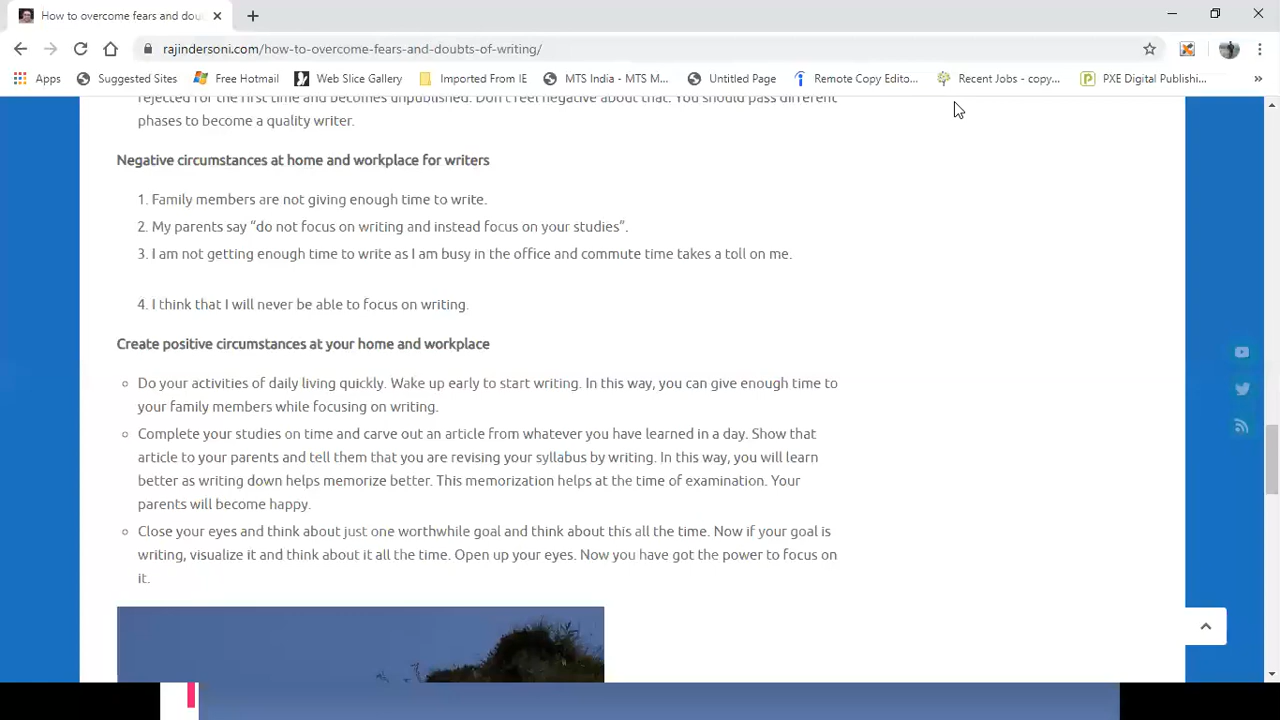 How to overcome fears and dou
rajindersoni.com/how-to-overcome-fears-and-doubts-of-writing/
Apps Suggested Sites Free Hotmail Web Slice Gallery Imported From IE MTS India - MTS M... Untitled Page Remote Copy Edito... Recent Jobs - copy... PXE Digital Publishi... »
rejected for the first time and becomes unpublished. Don't feel negative about that. You should pass different
phases to become a quality writer.
Negative circumstances at home and workplace for writers
1. Family members are not giving enough time to write.
2. My parents say “do not focus on writing and instead focus on your studies”.
3. I am not getting enough time to write as I am busy in the office and commute time takes a toll on me.
4. I think that I will never be able to focus on writing.
Create positive circumstances at your home and workplace
Do your activities of daily living quickly. Wake up early to start writing. In this way, you can give enough time to
your family members while focusing on writing.
Complete your studies on time and carve out an article from whatever you have learned in a day. Show that
article to your parents and tell them that you are revising your syllabus by writing. In this way, you will learn
better as writing down helps memorize better. This memorization helps at the time of examination. Your
parents will become happy.
Close your eyes and think about just one worthwhile goal and think about this all the time. Now if your goal is
writing, visualize it and think about it all the time. Open up your eyes. Now you have got the power to focus on
it.